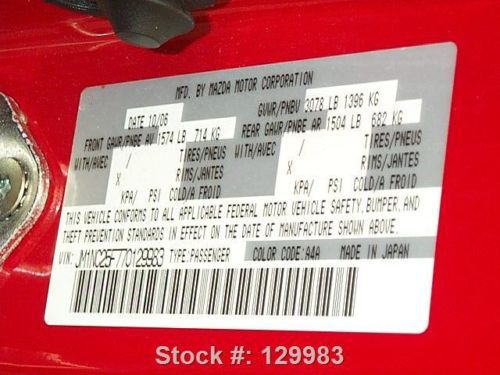 MFD. BY MAZDA MOTOR CORPORATION
DATE 10/06 GVWR/PNBV 3078 LB 1396 KG
FRONT GAWR/PNBE AV 1574 LB 714 KG REAR GAWR/PNBE AR 1504 LB 682 KG
WITH/AVEC / TIRES/PNEUS WITH/AVEC / TIRES/PNEUS
X RIMS/JANTES X RIMS/JANTES
KPA/ PSI COLD/A FROID KPA/ PSI COLD/A FROID
THIS VEHICLE CONFORMS TO ALL APPLICABLE FEDERAL MOTOR VEHICLE SAFETY, BUMPER, AND
THEFT PREVENTION STANDARDS IN EFFECT ON THE DATE OF MANUFACTURE SHOWN ABOVE.
VIN: JM1NC25F770129983 TYPE:PASSENGER COLOR CODE:A4A MADE IN JAPAN
Stock #: 129983